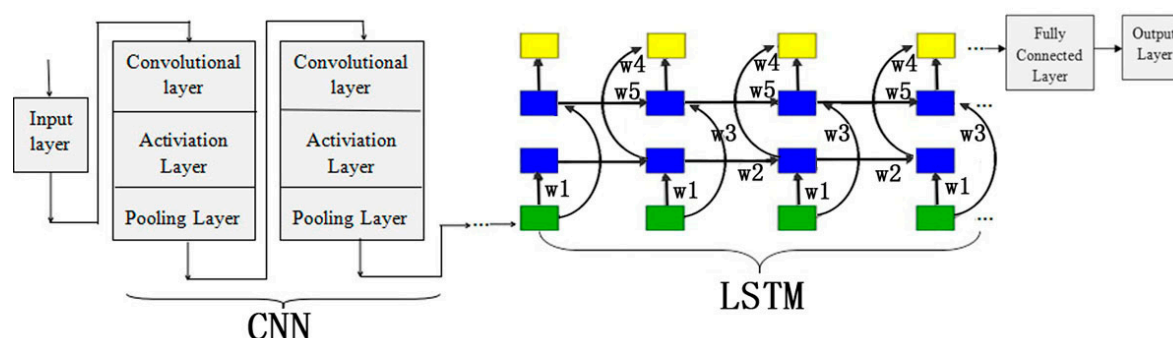 Input
layer
Convolutional
layer
Activiation
Layer
Pooling Layer
Convolutional
layer
Activiation
Layer
Pooling Layer
...
w4
w4
w4
w5
w5
w5
...
w3
w3
w3
w2
w2
w1
w1
w1
w1
...
...
Fully
Connected
Layer
Output
Layer
CNN
LSTM